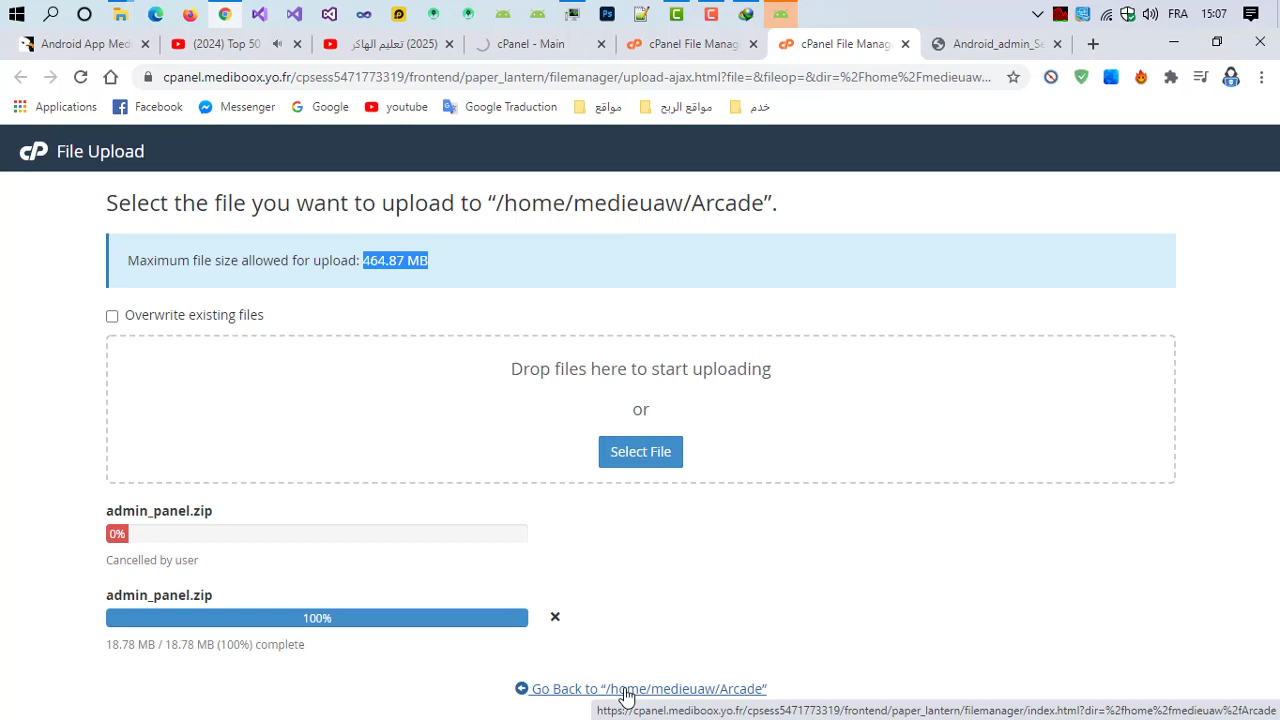 FRA 15:07
Android App Med
(2024) Top 50
(2025) تعليم الهاكر
cPanel - Main
cPanel File Manag
cPanel File Manag
Android_admin_Se
cpanel.mediboox.yo.fr/cpsess5471773319/frontend/paper_lantern/filemanager/upload-ajax.html?file=&fileop=&dir=%2Fhome%2Fmedieuaw...
Applications
Facebook
Messenger
Google
youtube
Google Traduction
مواقع
مواقع الربح
خدم
cP File Upload
Select the file you want to upload to “/home/medieuaw/Arcade”.
Maximum file size allowed for upload: 464.87 MB
Overwrite existing files
Drop files here to start uploading
or
Select File
admin_panel.zip
0%
Cancelled by user
admin_panel.zip
100%
18.78 MB / 18.78 MB (100%) complete
Go Back to “/home/medieuaw/Arcade”
https://cpanel.mediboox.yo.fr/cpsess5471773319/frontend/paper_lantern/filemanager/index.html?dir=%2fhome%2fmedieuaw%2fArcade